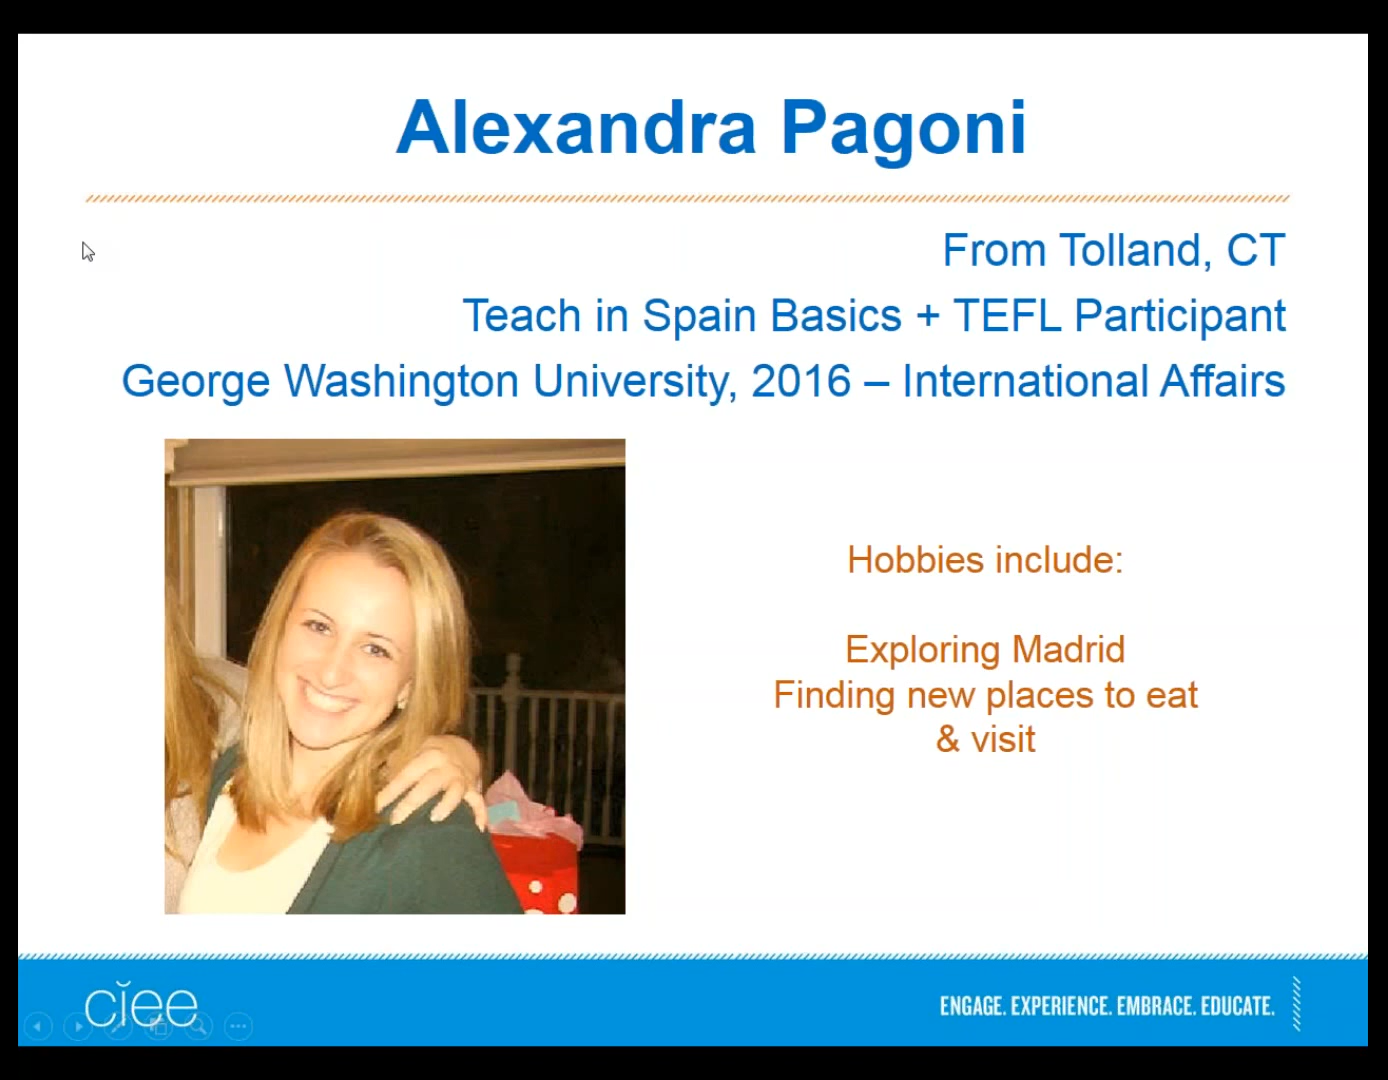 Alexandra Pagoni
From Tolland, CT
Teach in Spain Basics + TEFL Participant
George Washington University, 2016 – International Affairs
Hobbies include:
Exploring Madrid
Finding new places to eat
& visit
ciee
ENGAGE. EXPERIENCE. EMBRACE. EDUCATE.